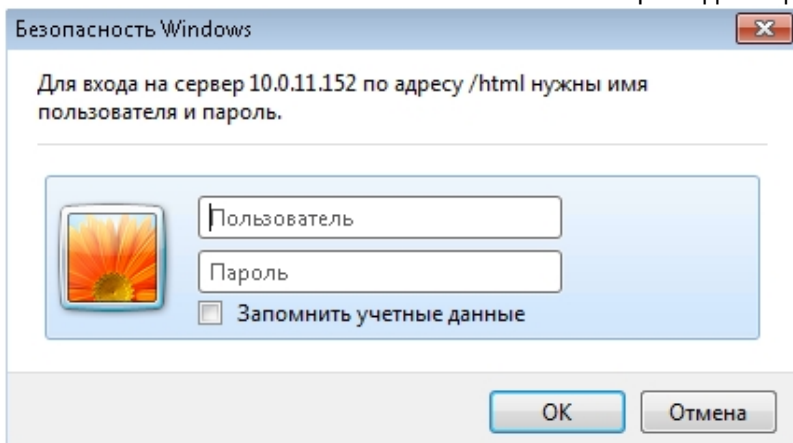 Безопасность Windows
Для входа на сервер 10.0.11.152 по адресу /html нужны имя
пользователя и пароль.
Пользователь
Пароль
Запомнить учетные данные
OK
Отмена